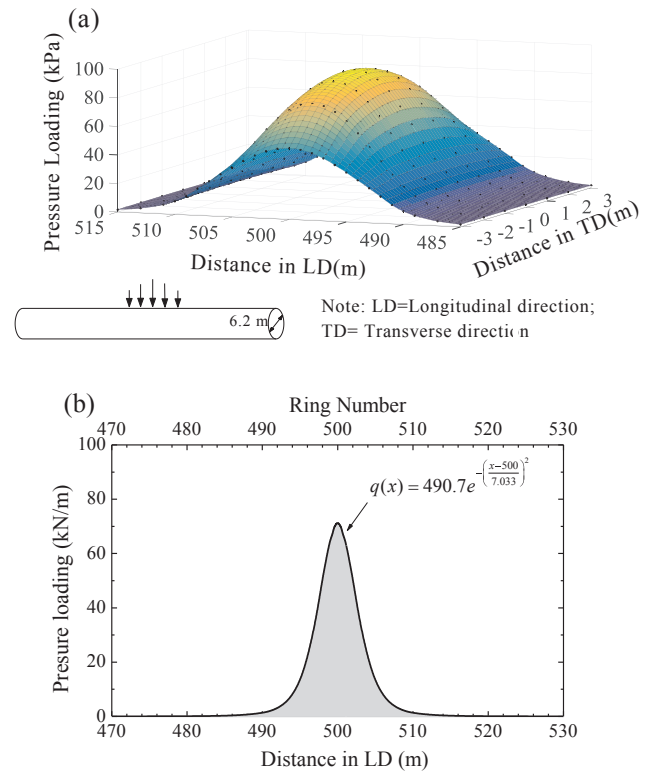 (a)
Pressure Loading (kPa)
100
80
60
40
20
0
515
510
505
500
495
490
485
-3
-2
-1
0
1
2
3
Distance in LD(m)
Distance in TD(m)
6.2 m
Note: LD=Longitudinal direction;
TD= Transverse direction
(b)
Ring Number
470 480 490 500 510 520 530
100
80
60
40
20
0
Presure loading (kN/m)
q(x) = 490.7e^{-((x-500)/7.033)^2}
470 480 490 500 510 520 530
Distance in LD (m)